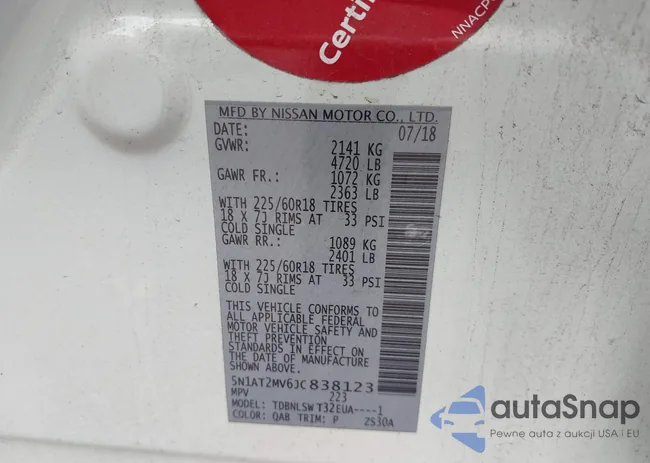 Certifi
NNACP
MFD BY NISSAN MOTOR CO., LTD.
DATE: 07/18
GVWR: 2141 KG
4720 LB
GAWR FR.: 1072 KG
2363 LB
WITH 225/60R18 TIRES
18 X 7J RIMS AT 33 PSI
COLD SINGLE
GAWR RR.: 1089 KG
2401 LB
WITH 225/60R18 TIRES
18 X 7J RIMS AT 33 PSI
COLD SINGLE
THIS VEHICLE CONFORMS TO
ALL APPLICABLE FEDERAL
MOTOR VEHICLE SAFETY AND
THEFT PREVENTION
STANDARDS IN EFFECT ON
THE DATE OF MANUFACTURE
SHOWN ABOVE.
5N1AT2MV6JC838123
MPV 223
MODEL: TDBNLSWT32EUA----1
COLOR: QAB TRIM: P 2S30A
autoSnap
Pewne auta z aukcji USA i EU